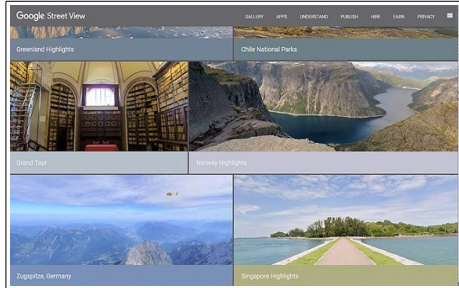 Google Street View
GALLERY APPS UNDERSTAND PUBLISH HIRE EARN PRIVACY
Greenland Highlights
Chile National Parks
Grand Tour
Norway Highlights
Zugspitze, Germany
Singapore Highlights